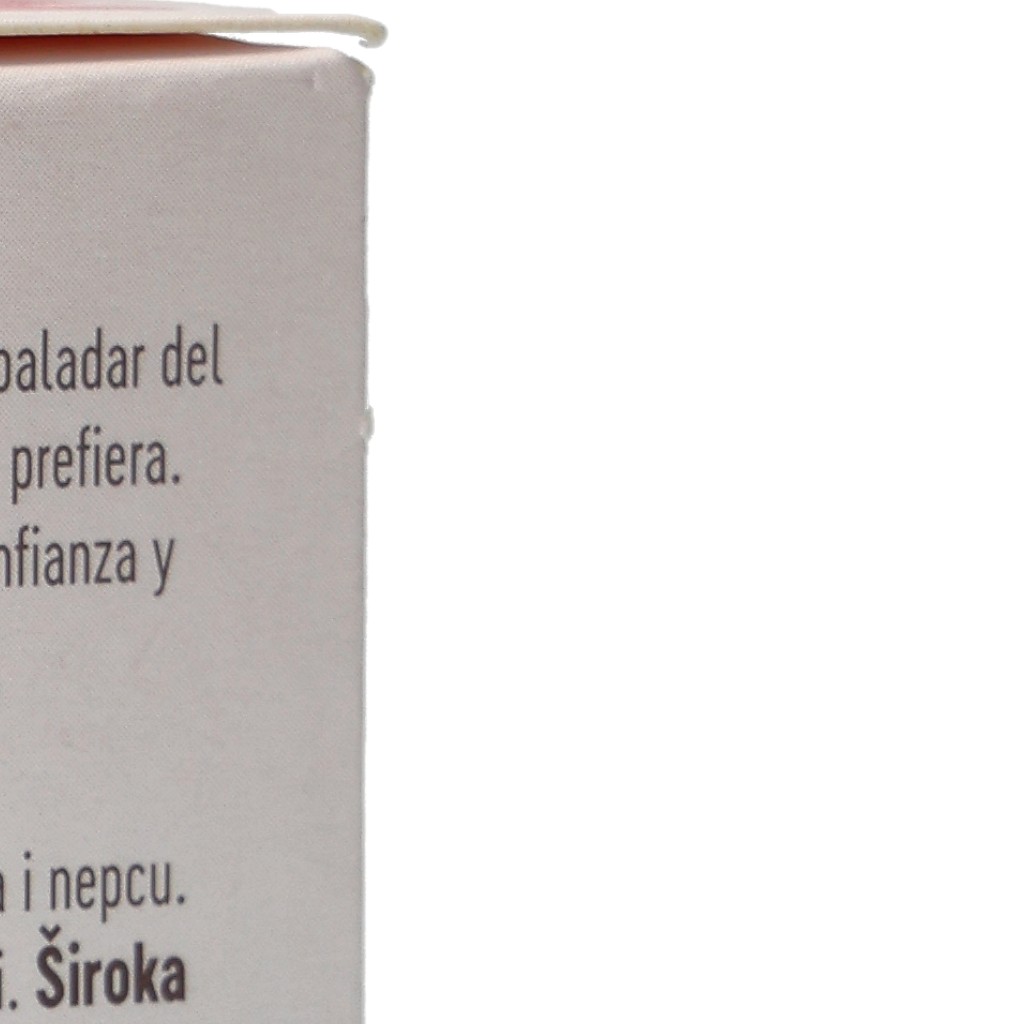 paladar del
prefiera.
nfianza y
a i nepcu.
i. Široka